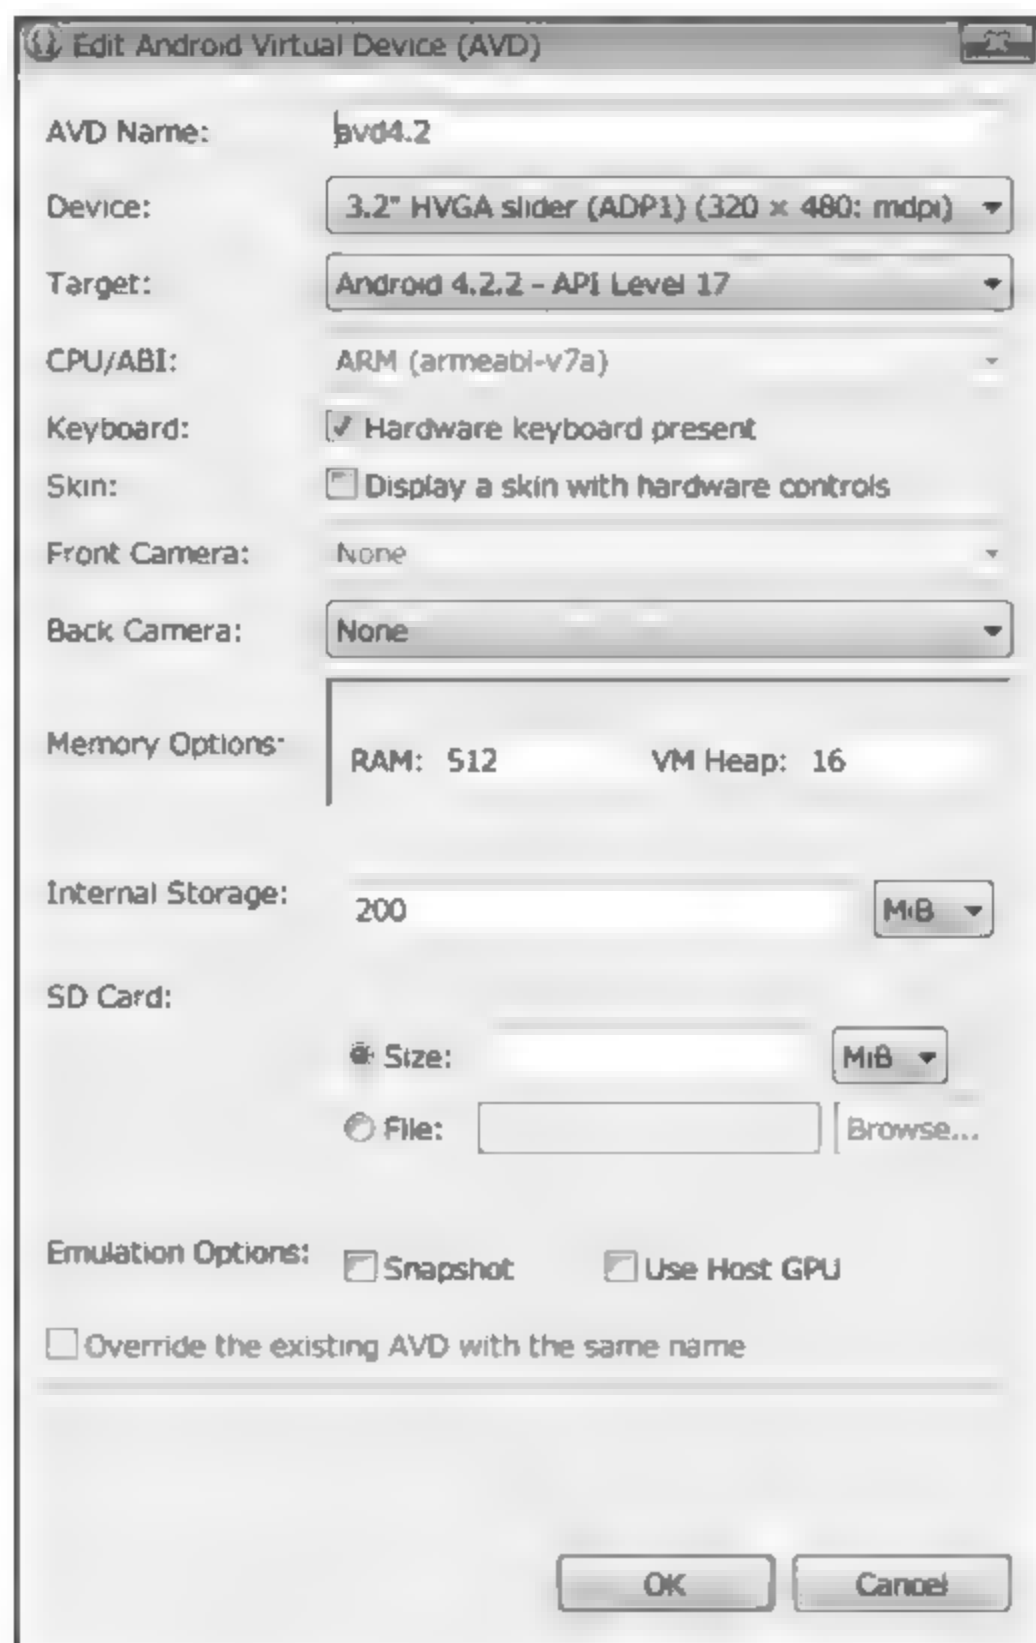 Edit Android Virtual Device (AVD)
AVD Name: avd4.2
Device: 3.2" HVGA slider (ADP1) (320 × 480: mdpi)
Target: Android 4.2.2 - API Level 17
CPU/ABI: ARM (armeabi-v7a)
Keyboard: Hardware keyboard present
Skin: Display a skin with hardware controls
Front Camera: None
Back Camera: None
Memory Options: RAM: 512 VM Heap: 16
Internal Storage: 200 MiB
SD Card:
Size: MiB
File: Browse...
Emulation Options: Snapshot Use Host GPU
Override the existing AVD with the same name
OK Cancel